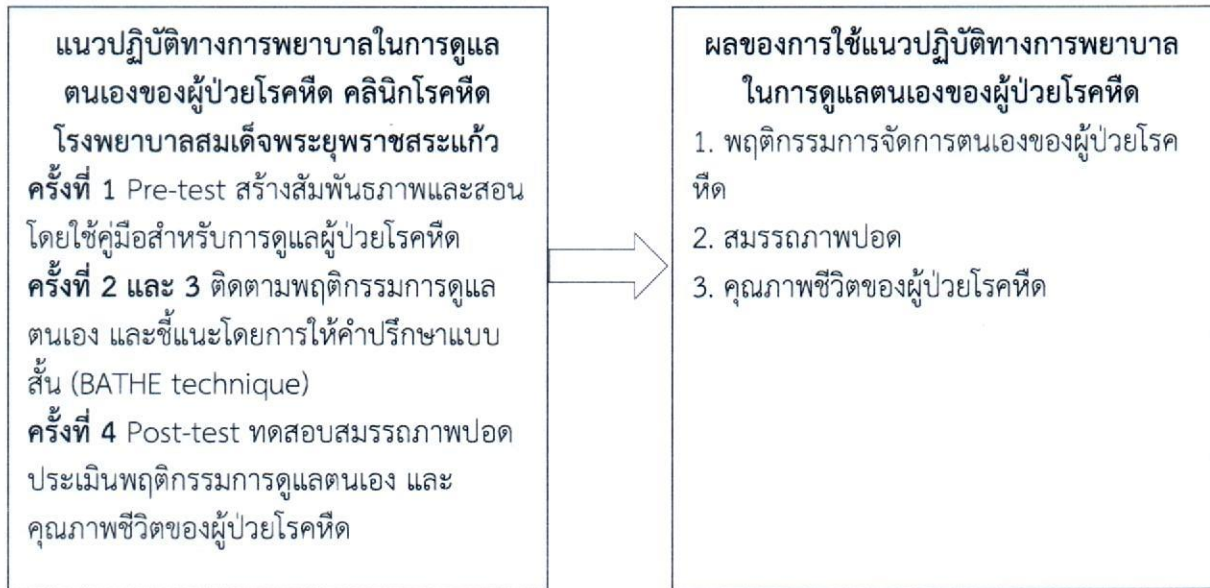 แนวปฏิบัติทางการพยาบาลในการดูแล
ตนเองของผู้ป่วยโรคหืด คลินิกโรคหืด
โรงพยาบาลสมเด็จพระยุพราชสระแก้ว
ครั้งที่ 1 Pre-test สร้างสัมพันธภาพและสอน
โดยใช้คู่มือสำหรับการดูแลผู้ป่วยโรคหืด
ครั้งที่ 2 และ 3 ติดตามพฤติกรรมการดูแล
ตนเอง และชี้แนะโดยการให้คำปรึกษาแบบ
สั้น (BATHE technique)
ครั้งที่ 4 Post-test ทดสอบสมรรถภาพปอด
ประเมินพฤติกรรมการดูแลตนเอง และ
คุณภาพชีวิตของผู้ป่วยโรคหืด
ผลของการใช้แนวปฏิบัติทางการพยาบาล
ในการดูแลตนเองของผู้ป่วยโรคหืด
1. พฤติกรรมการจัดการตนเองของผู้ป่วยโรค
หืด
2. สมรรถภาพปอด
3. คุณภาพชีวิตของผู้ป่วยโรคหืด